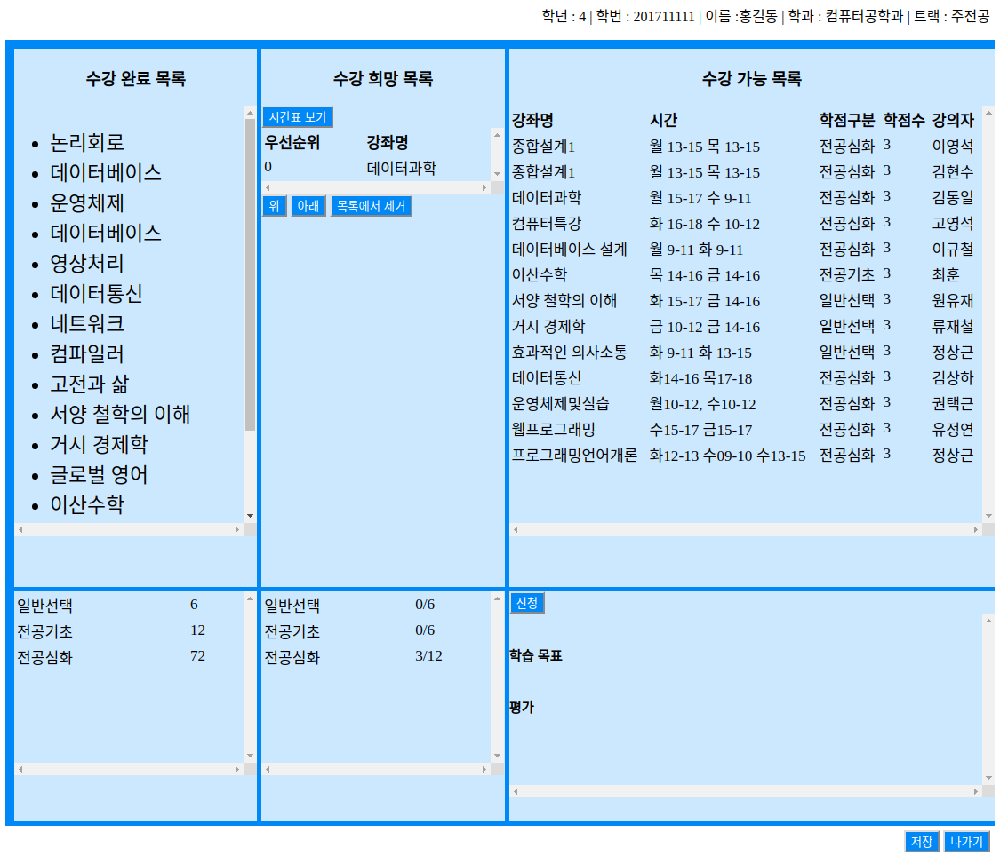 학년 : 4 | 학번 : 201711111 | 이름 :홍길동 | 학과 : 컴퓨터공학과 | 트랙 : 주전공
수강 완료 목록
논리회로
데이터베이스
운영체제
데이터베이스
영상처리
데이터통신
네트워크
컴파일러
고전과 삶
서양 철학의 이해
거시 경제학
글로벌 영어
이산수학
수강 희망 목록
시간표 보기
우선순위 강좌명
0 데이터과학
위 아래 목록에서 제거
수강 가능 목록
강좌명 시간 학점구분 학점수 강의자
종합설계1 월 13-15 목 13-15 전공심화 3 이영석
종합설계1 월 13-15 목 13-15 전공심화 3 김현수
데이터과학 월 15-17 수 9-11 전공심화 3 김동일
컴퓨터특강 화 16-18 수 10-12 전공심화 3 고영석
데이터베이스 설계 월 9-11 화 9-11 전공심화 3 이규철
이산수학 목 14-16 금 14-16 전공기초 3 최훈
서양 철학의 이해 화 15-17 금 14-16 일반선택 3 원유재
거시 경제학 금 10-12 금 14-16 일반선택 3 류재철
효과적인 의사소통 화 9-11 화 13-15 일반선택 3 정상근
데이터통신 화14-16 목17-18 전공심화 3 김상하
운영체제및실습 월10-12, 수10-12 전공심화 3 권택근
웹프로그래밍 수15-17 금15-17 전공심화 3 유정연
프로그래밍언어개론 화12-13 수09-10 수13-15 전공심화 3 정상근
일반선택 6
전공기초 12
전공심화 72
일반선택 0/6
전공기초 0/6
전공심화 3/12
신청
학습 목표
평가
저장 나가기